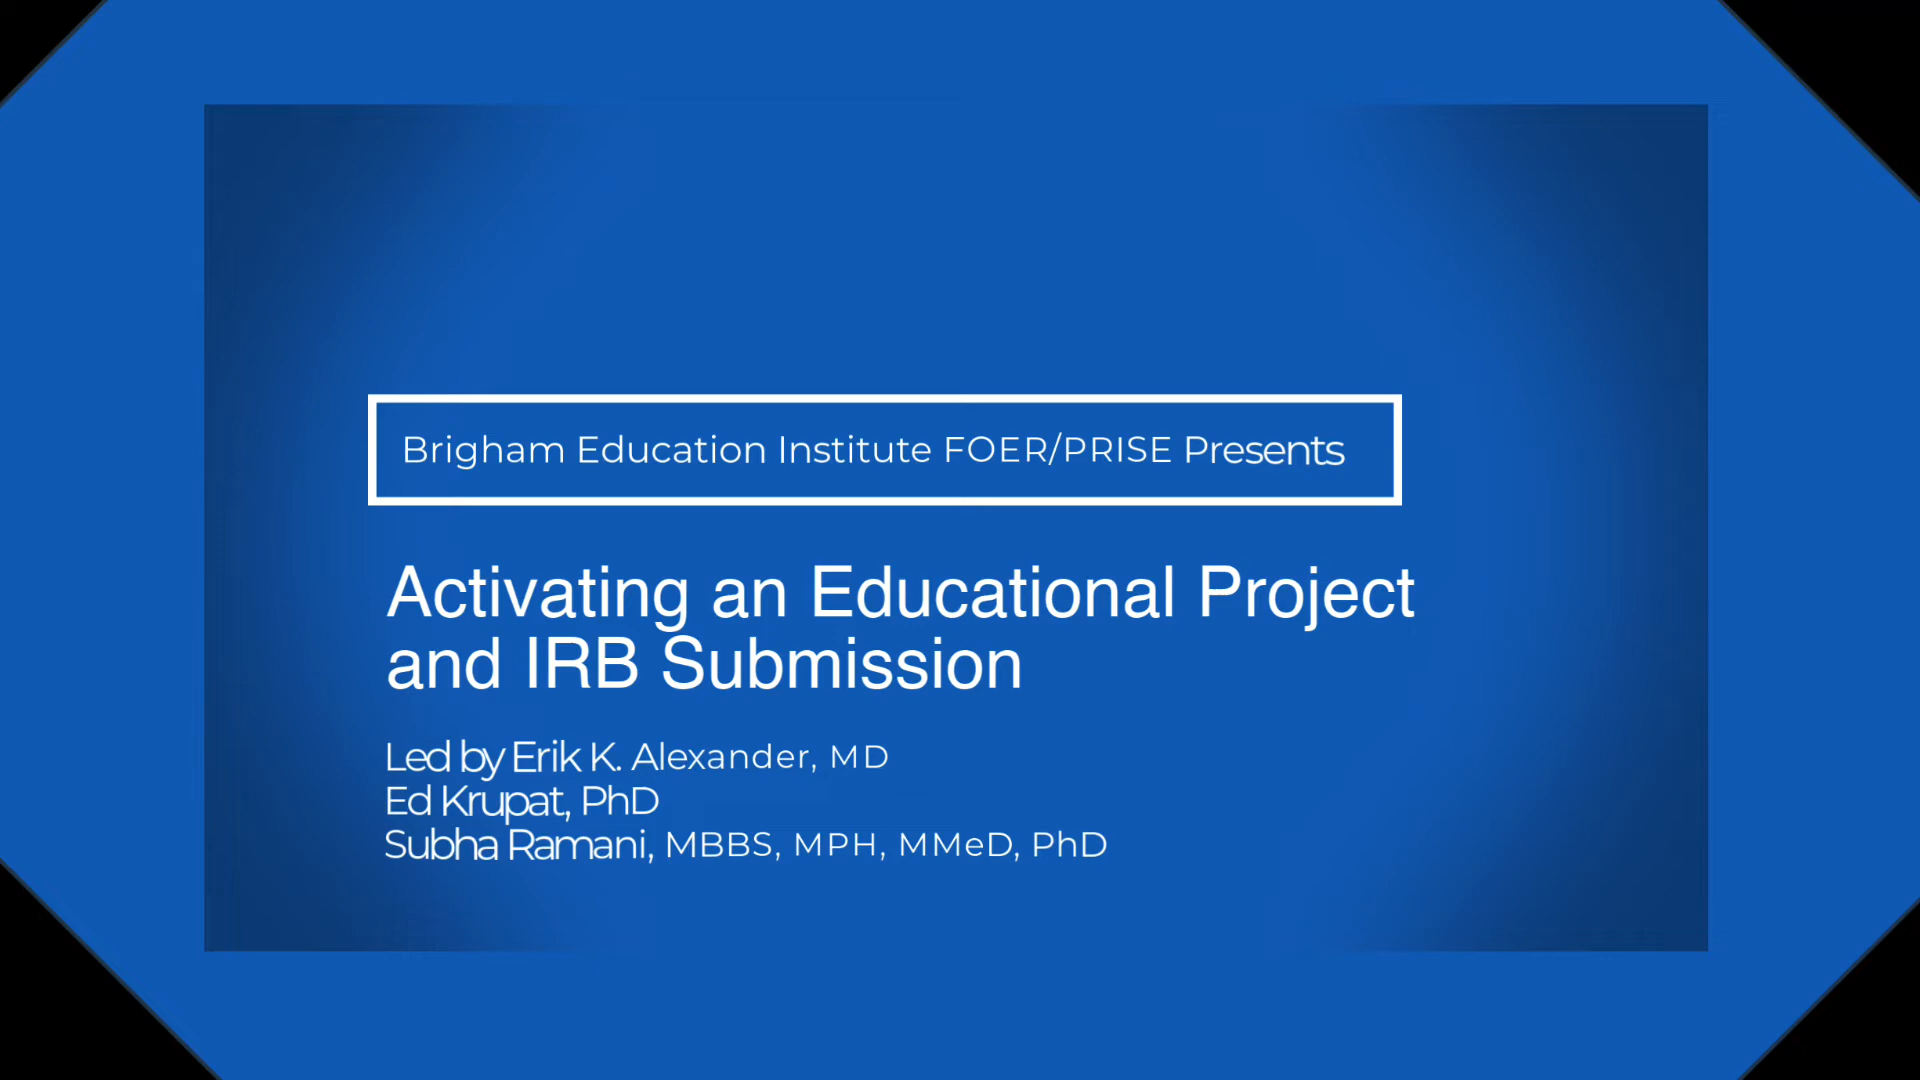 Brigham Education Institute FOER/PRISE Presents
Activating an Educational Project
and IRB Submission
Led by Erik K. Alexander, MD
Ed Krupat, PhD
Subha Ramani, MBBS, MPH, MMeD, PhD